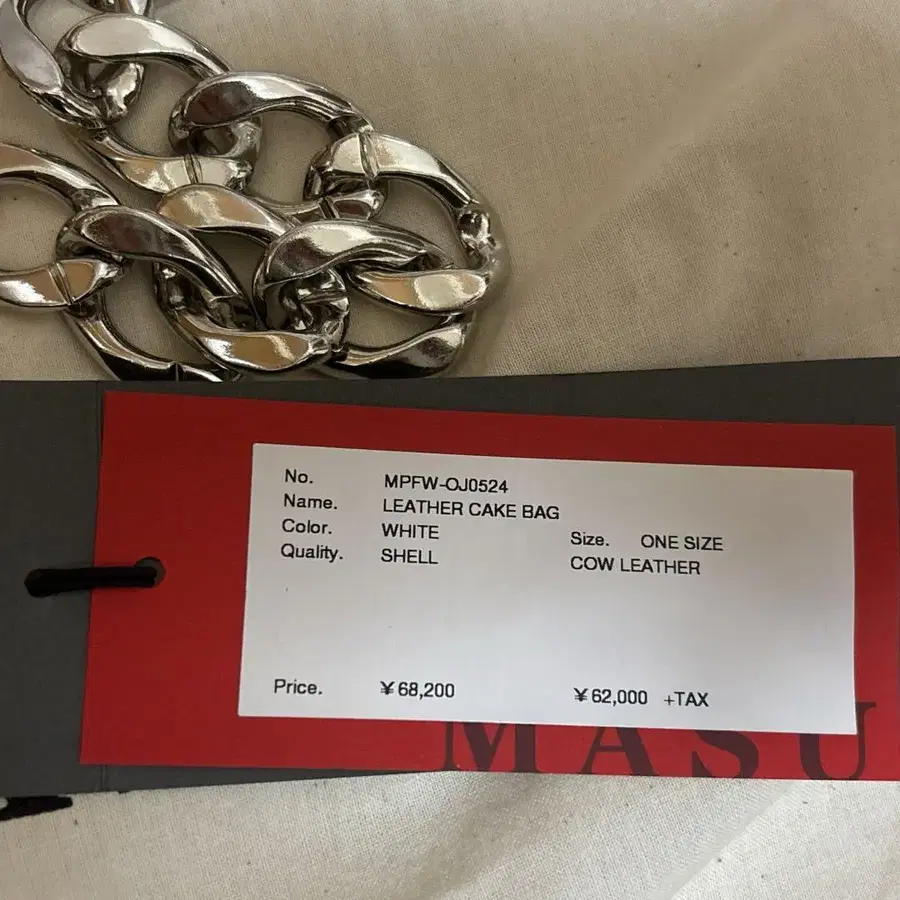 No. MPFW-OJ0524
Name. LEATHER CAKE BAG
Color. WHITE Size. ONE SIZE
Quality. SHELL COW LEATHER
Price. ¥68,200 ¥62,000 +TAX
MASU